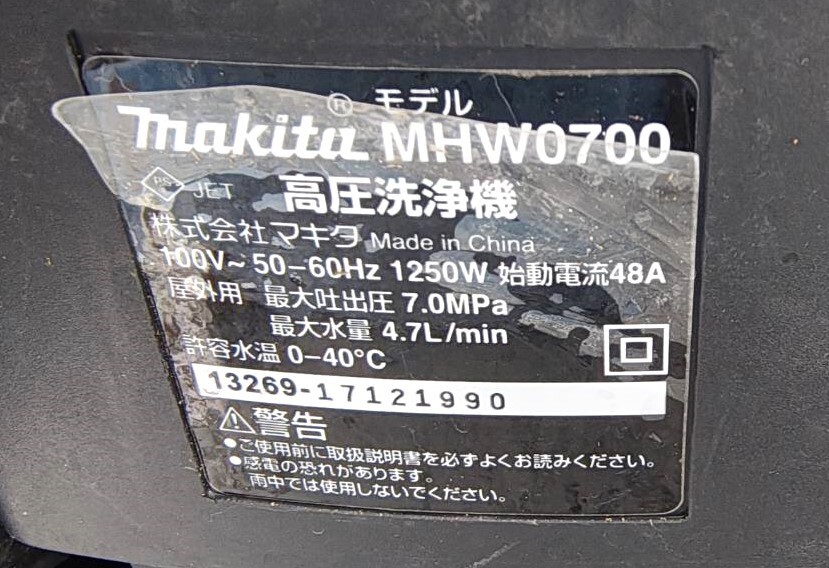 ® モデル
makita MHW0700
PS E JET 高圧洗浄機
株式会社マキタ Made in China
100V～50−60Hz 1250W 始動電流48A
屋外用 最大吐出圧 7.0MPa
最大水量 4.7L/min
許容水温 0−40℃
13269-17121990
⚠警告
●ご使用前に取扱説明書を必ずよくお読みください。
●感電の恐れがあります。
雨中では使用しないでください。